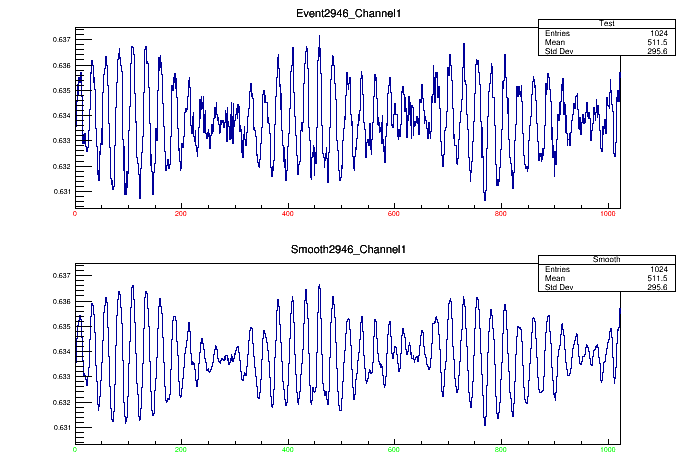 Event2946_Channel1
Test
Entries 1024
Mean 511.5
Std Dev 295.6
0.637
0.636
0.635
0.634
0.633
0.632
0.631
0 200 400 600 800 1000
Smooth2946_Channel1
Smooth
Entries 1024
Mean 511.5
Std Dev 295.6
0.637
0.636
0.635
0.634
0.633
0.632
0.631
0 200 400 600 800 1000